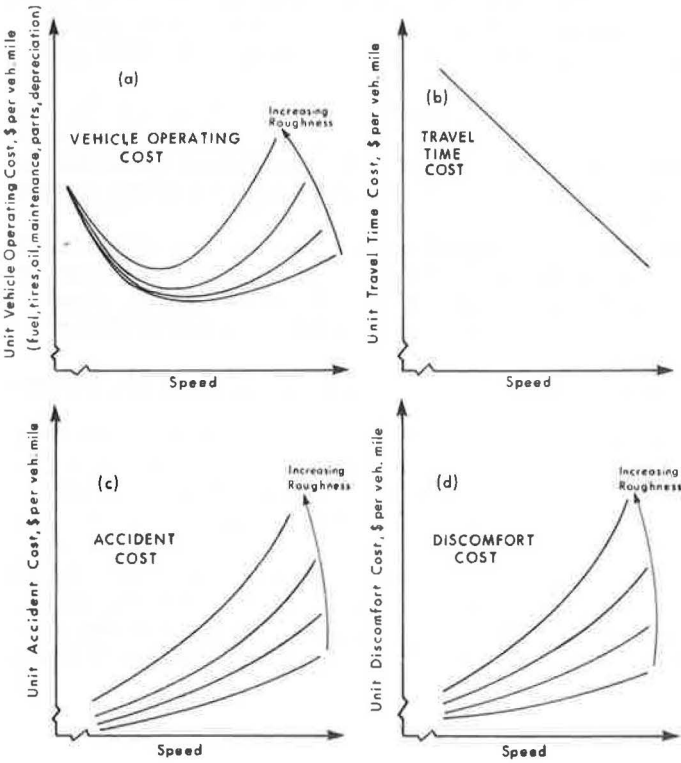 Unit Vehicle Operating Cost, $ per veh. mile
(fuel, tires, oil, maintenance, parts, depreciation)
(a)
VEHICLE OPERATING
COST
Increasing
Roughness
Speed
Unit Travel Time Cost, $ per veh. mile
(b)
TRAVEL
TIME
COST
Speed
Unit Accident Cost, $ per veh. mile
(c)
ACCIDENT
COST
Increasing
Roughness
Speed
Unit Discomfort Cost, $ per veh. mile
(d)
DISCOMFORT
COST
Increasing
Roughness
Speed